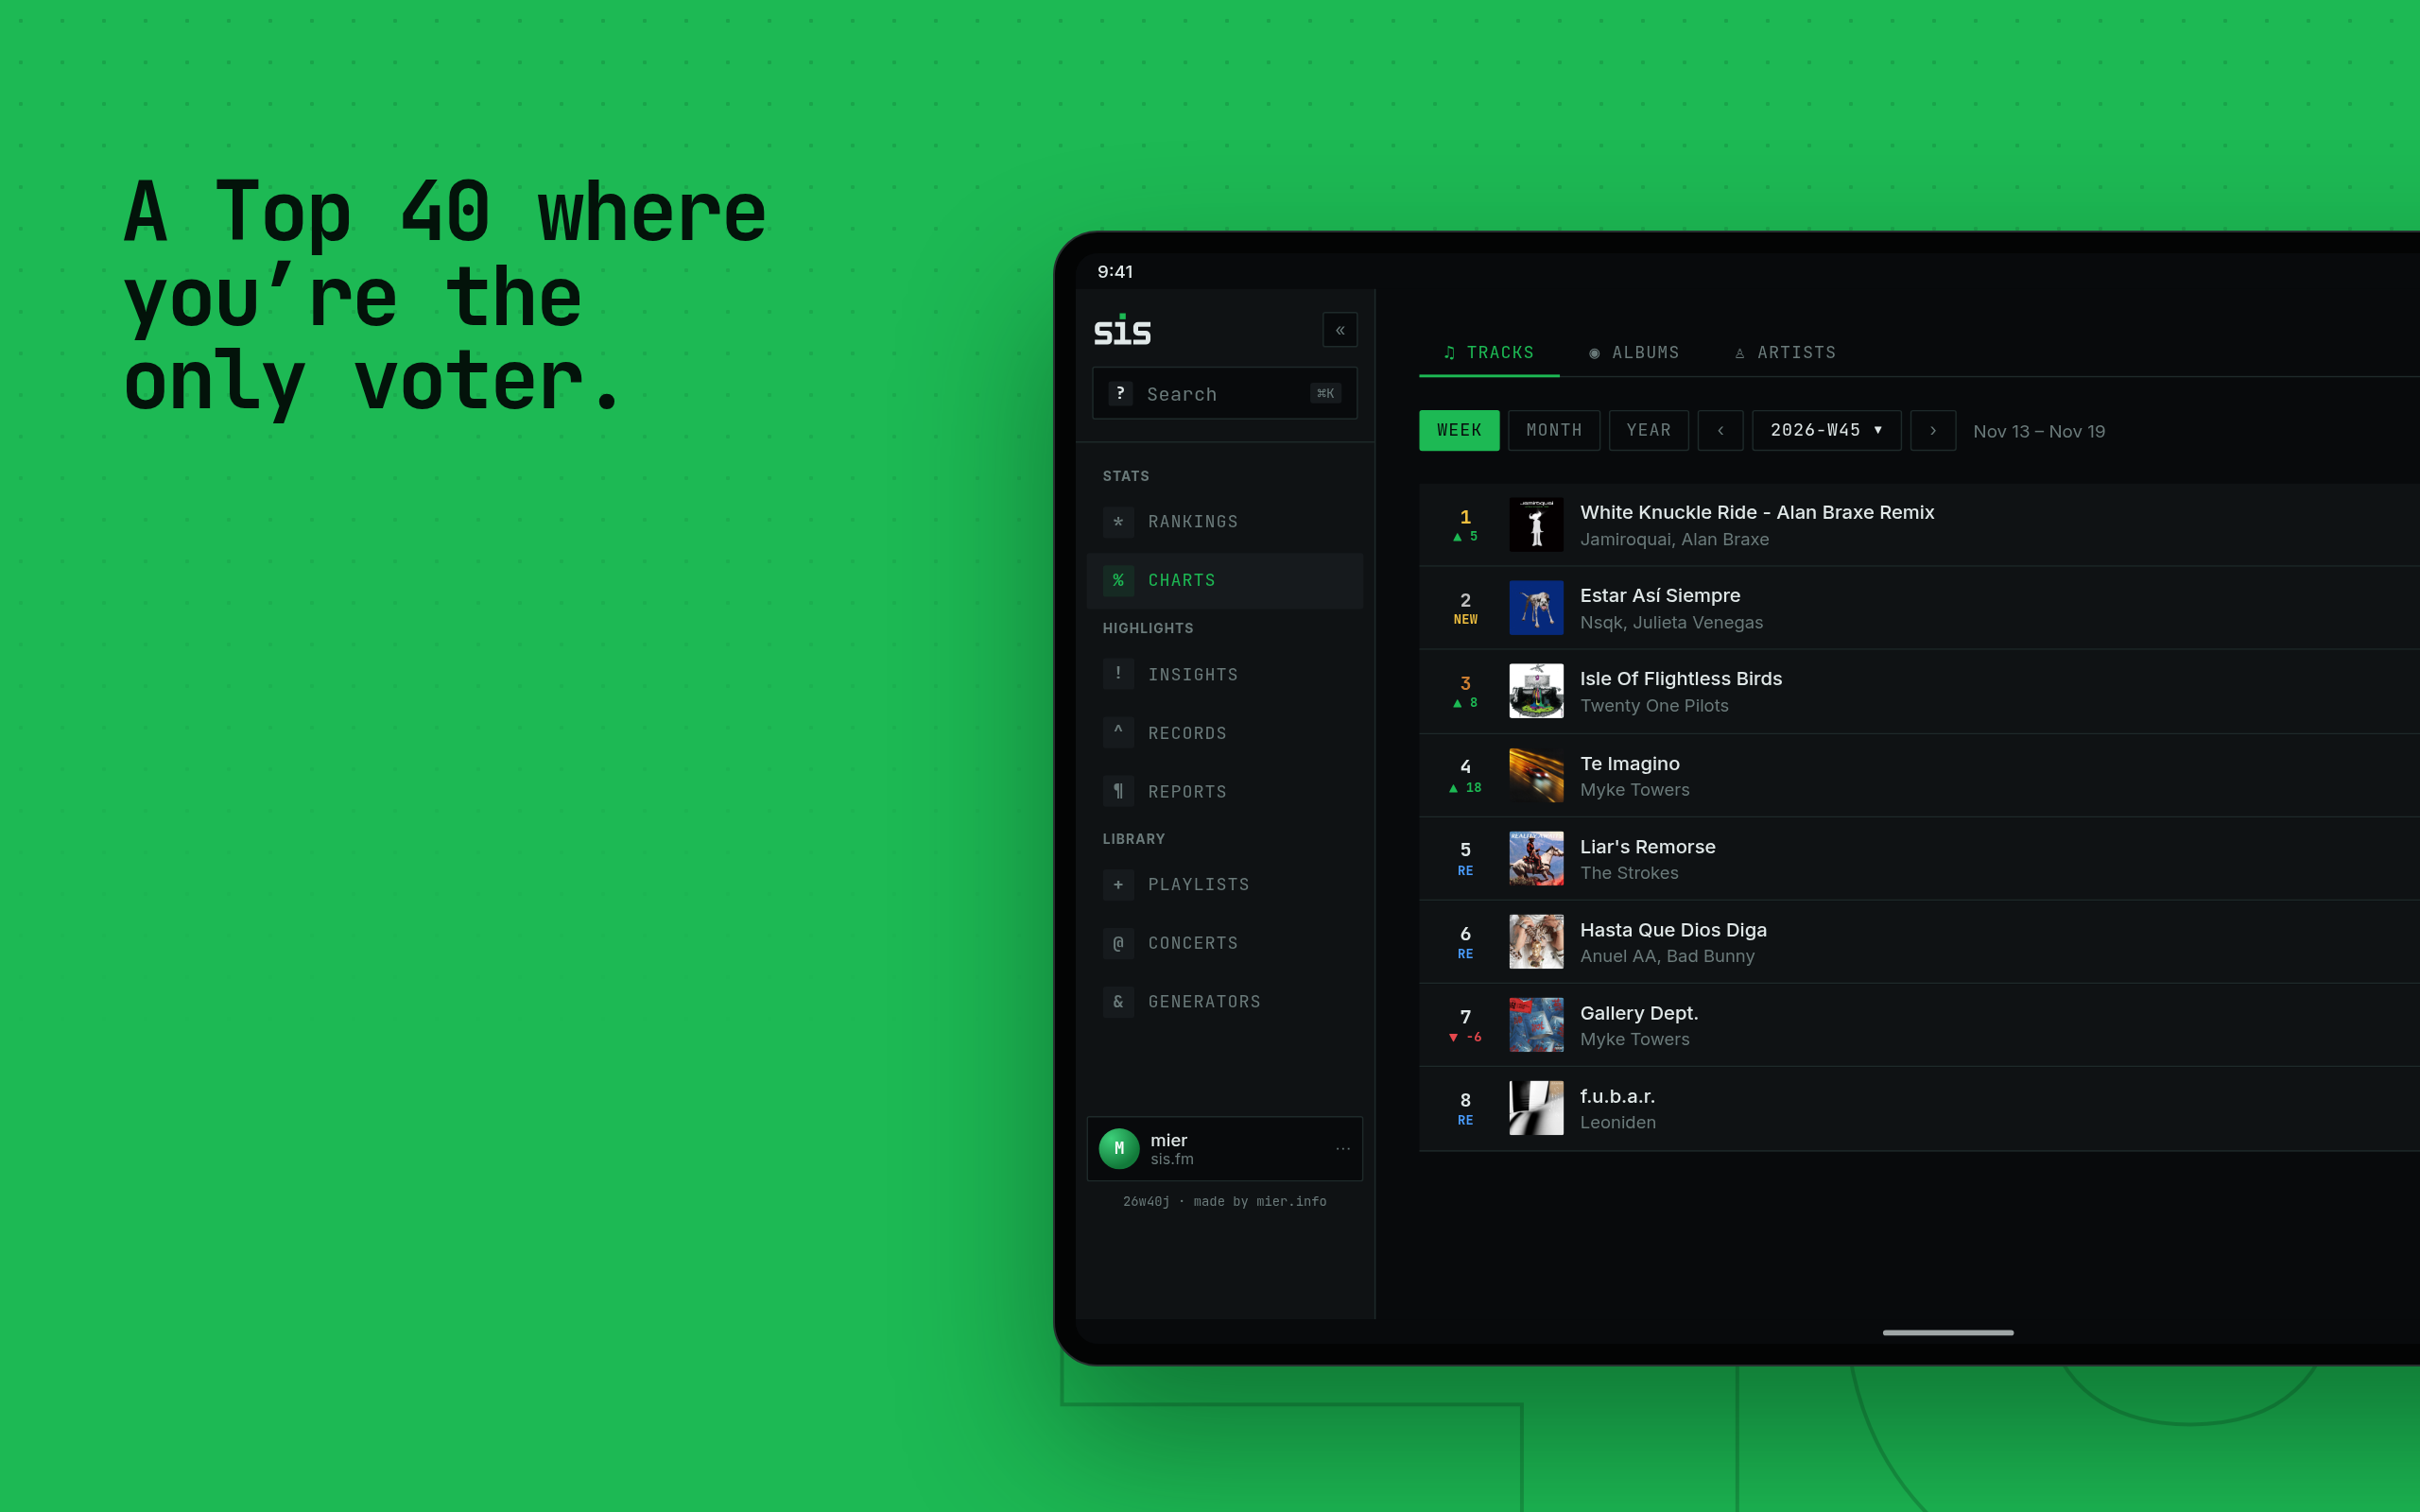 A Top 40 where
you’re the
only voter.
9:41
sis
«
? Search ⌘K
STATS
* RANKINGS
% CHARTS
HIGHLIGHTS
! INSIGHTS
^ RECORDS
¶ REPORTS
LIBRARY
+ PLAYLISTS
@ CONCERTS
& GENERATORS
M mier
sis.fm
...
26w40j · made by mier.info
♫ TRACKS ◉ ALBUMS ♙ ARTISTS
WEEK MONTH YEAR ‹ 2026-W45 ▼ › Nov 13 – Nov 19
1 White Knuckle Ride - Alan Braxe Remix
▲ 5 Jamiroquai, Alan Braxe
2 Estar Así Siempre
NEW Nsqk, Julieta Venegas
3 Isle Of Flightless Birds
▲ 8 Twenty One Pilots
4 Te Imagino
▲ 18 Myke Towers
5 Liar's Remorse
RE The Strokes
6 Hasta Que Dios Diga
RE Anuel AA, Bad Bunny
7 Gallery Dept.
▼ -6 Myke Towers
8 f.u.b.a.r.
RE Leoniden